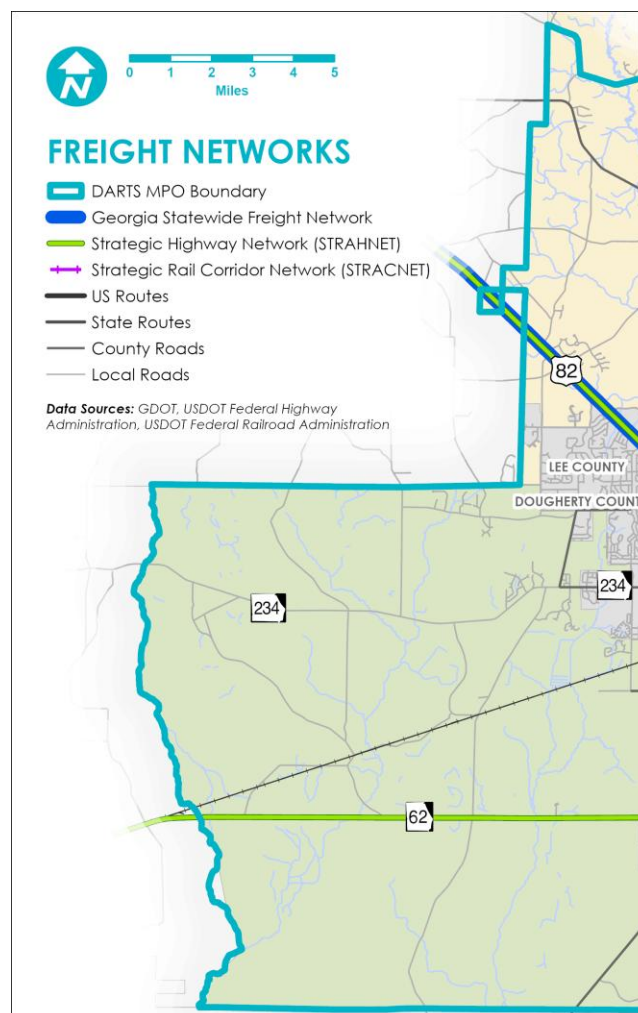 N
0 1 2 3 4 5
Miles
FREIGHT NETWORKS
DARTS MPO Boundary
Georgia Statewide Freight Network
Strategic Highway Network (STRAHNET)
Strategic Rail Corridor Network (STRACNET)
US Routes
State Routes
County Roads
Local Roads
Data Sources: GDOT, USDOT Federal Highway
Administration, USDOT Federal Railroad Administration
82
LEE COUNTY
DOUGHERTY COUNT
234
234
62